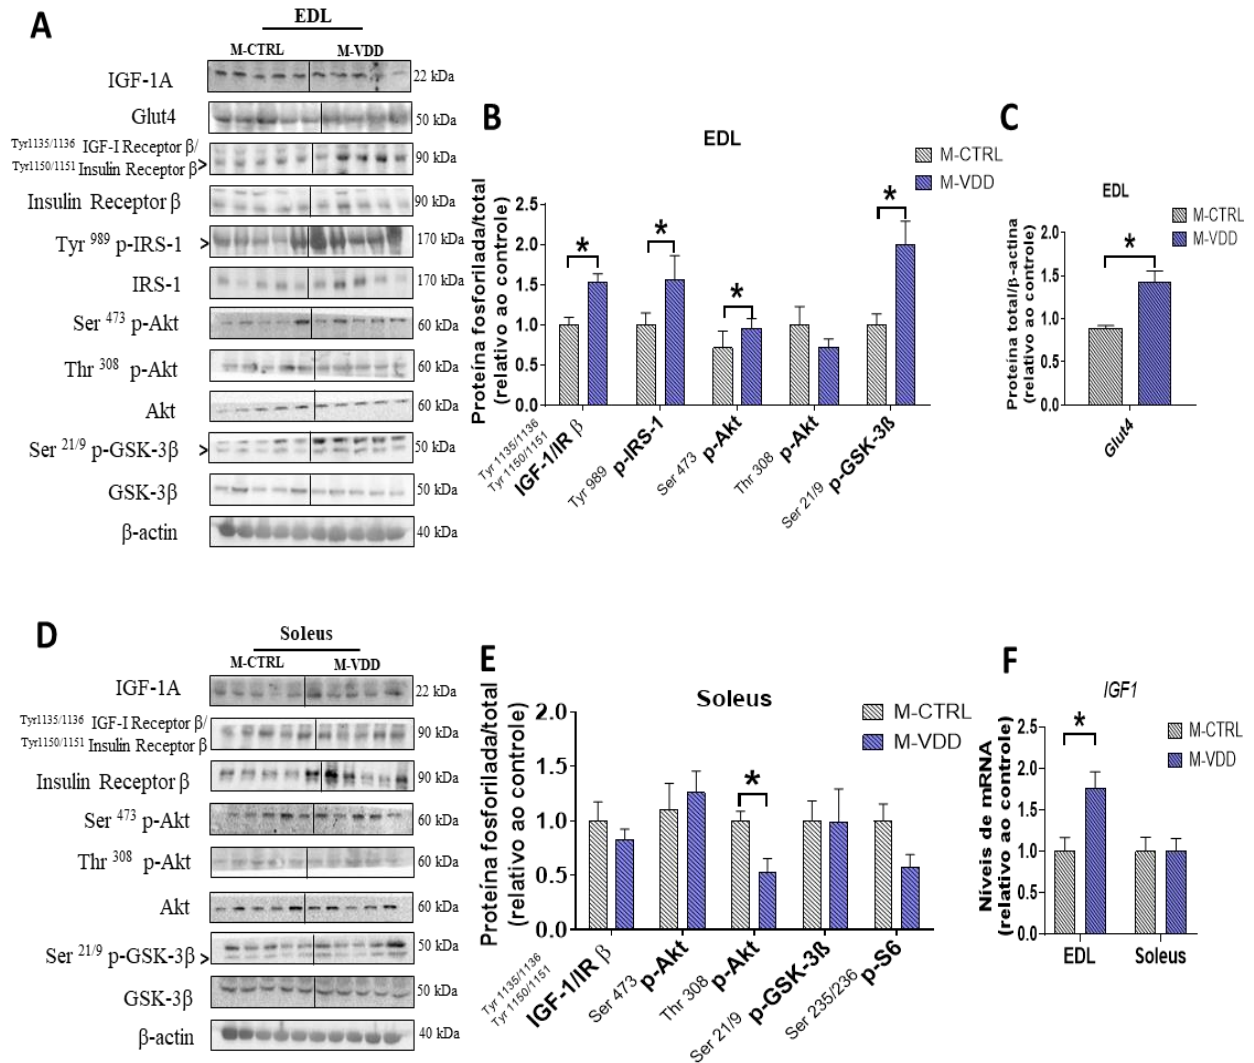 A
EDL
M-CTRL M-VDD
IGF-1A 22 kDa
Glut4 50 kDa
Tyr1135/1136 IGF-I Receptor β/
Tyr1150/1151 Insulin Receptor β > 90 kDa
Insulin Receptor β 90 kDa
Tyr 989 p-IRS-1 > 170 kDa
IRS-1 170 kDa
Ser 473 p-Akt 60 kDa
Thr 308 p-Akt 60 kDa
Akt 60 kDa
Ser 21/9 p-GSK-3β > 50 kDa
GSK-3β 50 kDa
β-actin 40 kDa
B
EDL
M-CTRL
M-VDD
Proteína fosforilada/total
(relativo ao controle)
2.5
2.0
1.5
1.0
0.5
0.0
* * * *
Tyr 1135/1136
Tyr 1150/1151
IGF-1/IR β
Tyr 989 p-IRS-1
Ser 473 p-Akt
Thr 308 p-Akt
Ser 21/9 p-GSK-3ß
C
EDL
M-CTRL
M-VDD
Proteína total/β-actina
(relativo ao controle)
2.0
1.5
1.0
0.5
0.0
*
Glut4
D
Soleus
M-CTRL M-VDD
IGF-1A 22 kDa
Tyr1135/1136 IGF-I Receptor β/
Tyr1150/1151 Insulin Receptor β 90 kDa
Insulin Receptor β 90 kDa
Ser 473 p-Akt 60 kDa
Thr 308 p-Akt 60 kDa
Akt 60 kDa
Ser 21/9 p-GSK-3β > 50 kDa
GSK-3β 50 kDa
β-actin 40 kDa
E
Soleus
M-CTRL
M-VDD
Proteína fosforilada/total
(relativo ao controle)
2.0
1.5
1.0
0.5
0.0
*
Tyr 1135/1136
Tyr 1150/1151
IGF-1/IR β
Ser 473 p-Akt
Thr 308 p-Akt
Ser 21/9 p-GSK-3ß
Ser 235/236 p-S6
F
IGF1
M-CTRL
M-VDD
Níveis de mRNA
(relativo ao controle)
2.5
2.0
1.5
1.0
0.5
0.0
*
EDL Soleus